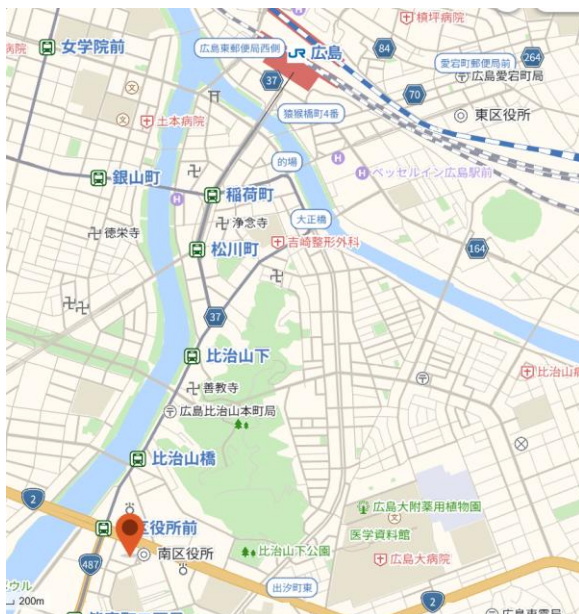 槙坪病院
女学院前
広島東郵便局西側
JR 広島
84
愛宕町郵便局前
264
広島愛宕町局
37
70
土本病院
猿猴橋町4番
東区役所
的場
銀山町
稲荷町
ベッセルイン広島駅前
徳栄寺
浄念寺
大正橋
松川町
吉崎整形外科
164
37
比治山下
比治山病
善教寺
広島比治山本町局
比治山橋
2
広島大附薬用植物園
区役所前
医学資料館
南区役所
比治山下公園
広島大病院
487
出汐町東
2
200m